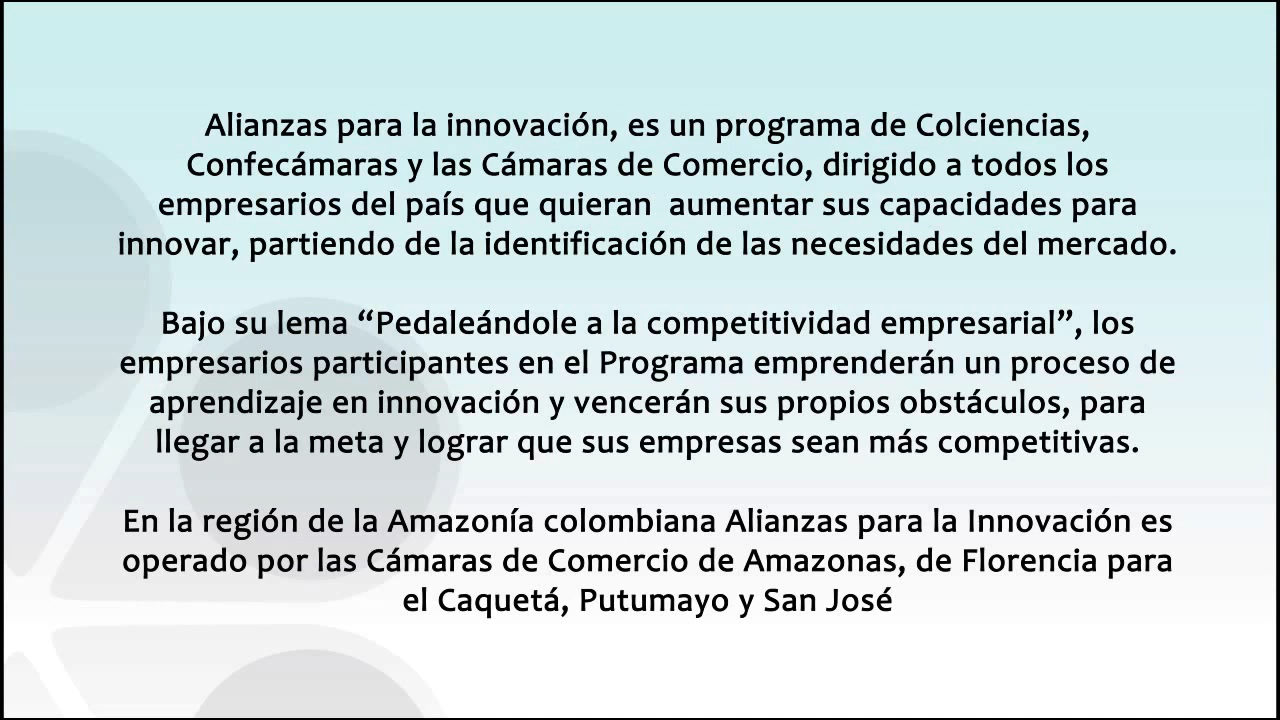 Alianzas para la innovación, es un programa de Colciencias,
Confecámaras y las Cámaras de Comercio, dirigido a todos los
empresarios del país que quieran  aumentar sus capacidades para
innovar, partiendo de la identificación de las necesidades del mercado.
Bajo su lema “Pedaleándole a la competitividad empresarial”, los
empresarios participantes en el Programa emprenderán un proceso de
aprendizaje en innovación y vencerán sus propios obstáculos, para
llegar a la meta y lograr que sus empresas sean más competitivas.
En la región de la Amazonía colombiana Alianzas para la Innovación es
operado por las Cámaras de Comercio de Amazonas, de Florencia para
el Caquetá, Putumayo y San José